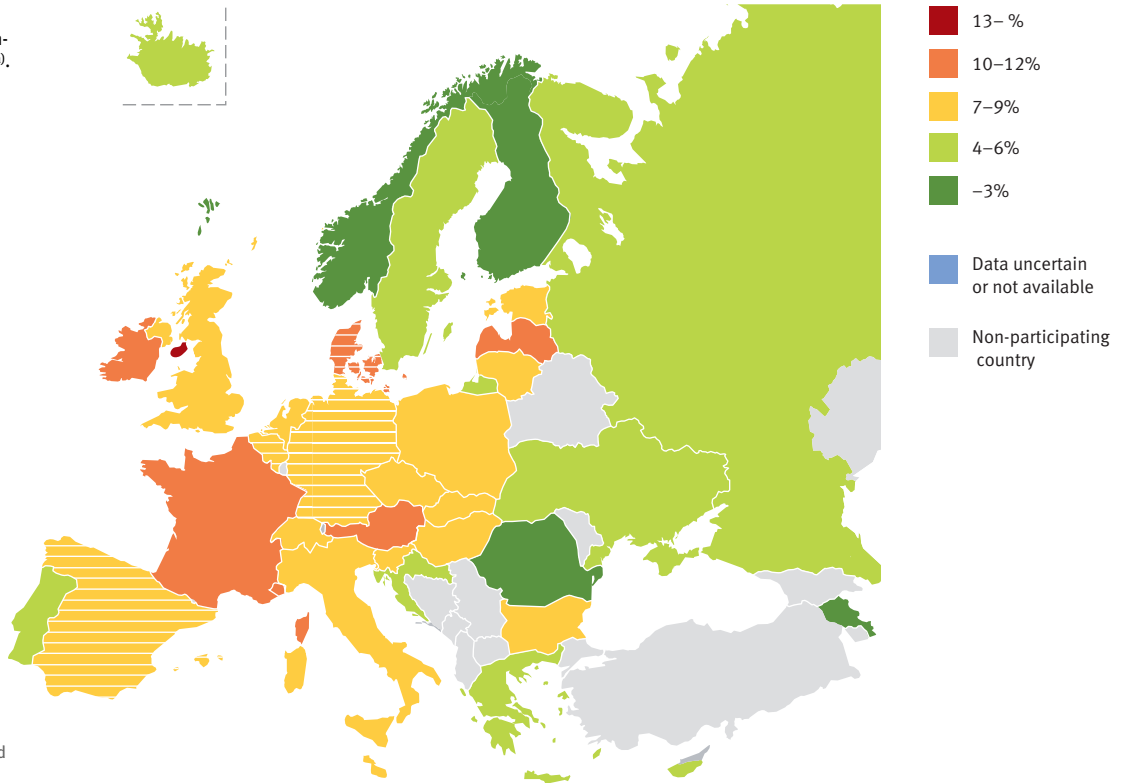 n-
).
13– %
10–12%
7–9%
4–6%
–3%
Data uncertain
or not available
Non-participating
country
d